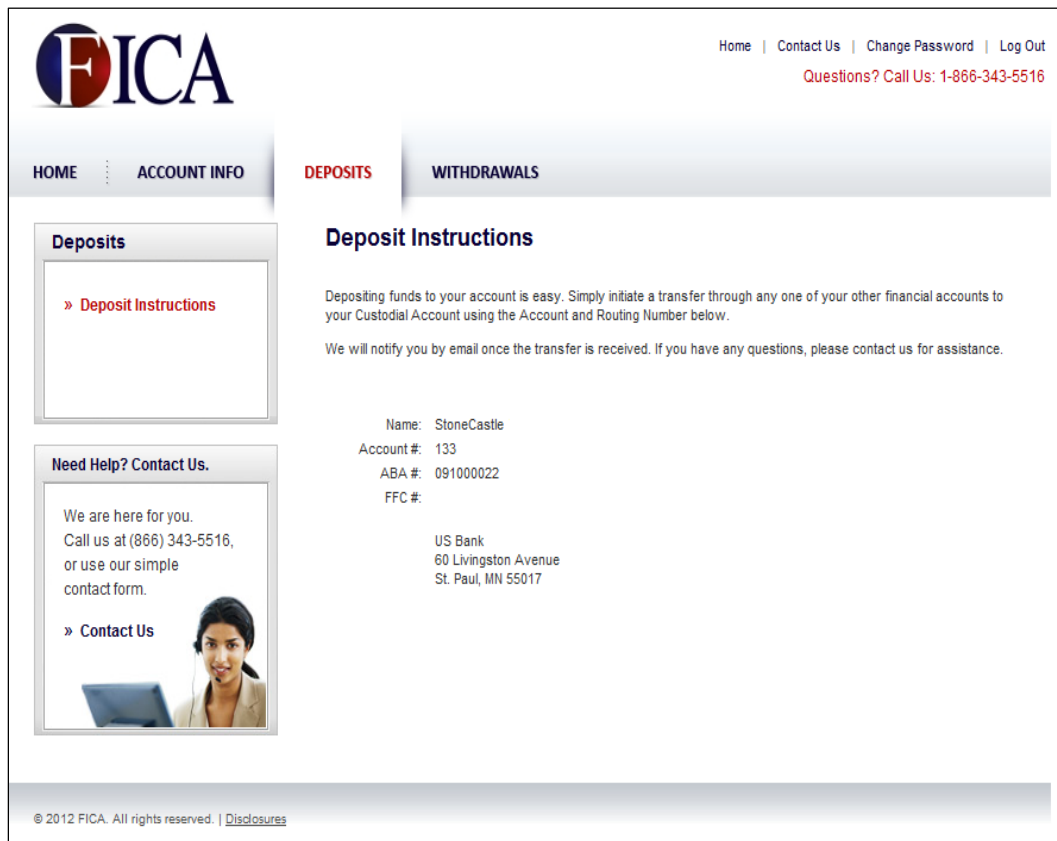 FICA
Home | Contact Us | Change Password | Log Out
Questions? Call Us: 1-866-343-5516
HOME ACCOUNT INFO DEPOSITS WITHDRAWALS
Deposits
» Deposit Instructions
Need Help? Contact Us.
We are here for you.
Call us at (866) 343-5516,
or use our simple
contact form.
» Contact Us
Deposit Instructions
Depositing funds to your account is easy. Simply initiate a transfer through any one of your other financial accounts to
your Custodial Account using the Account and Routing Number below.
We will notify you by email once the transfer is received. If you have any questions, please contact us for assistance.
Name: StoneCastle
Account #: 133
ABA #: 091000022
FFC #:
US Bank
60 Livingston Avenue
St. Paul, MN 55017
© 2012 FICA. All rights reserved. | Disclosures